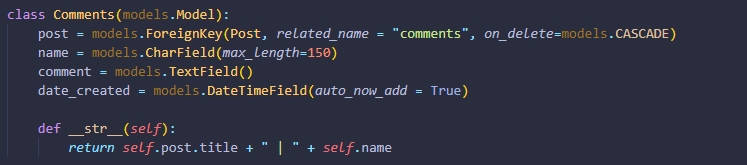 class Comments(models.Model):
    post = models.ForeignKey(Post, related_name = "comments", on_delete=models.CASCADE)
    name = models.CharField(max_length=150)
    comment = models.TextField()
    date_created = models.DateTimeField(auto_now_add = True)

    def __str__(self):
        return self.post.title + " | " + self.name